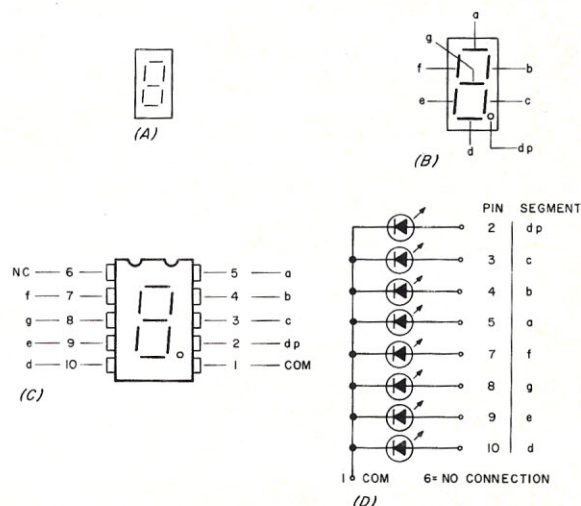 a
g
f
b
e
c
d
dp
(A)
(B)
NC 6
5 a
f 7
4 b
g 8
3 c
e 9
2 dp
d 10
1 COM
(C)
PIN SEGMENT
2 dp
3 c
4 b
5 a
7 f
8 g
9 e
10 d
1 COM 6= NO CONNECTION
(D)